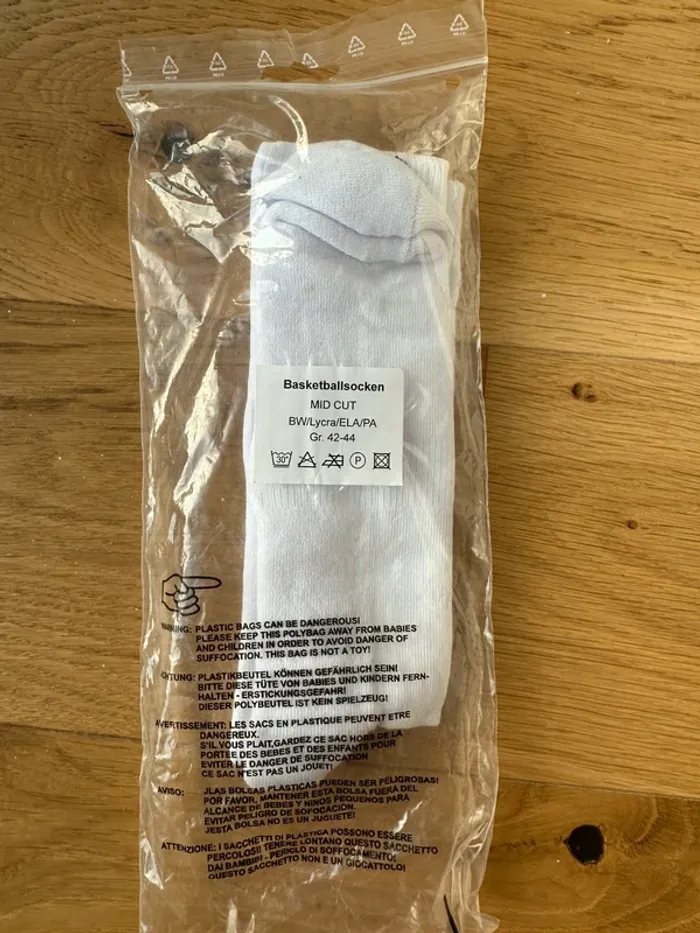 Basketballsocken
MID CUT
BW/Lycra/ELA/PA
Gr. 42-44
30°
P
WARNING: PLASTIC BAGS CAN BE DANGEROUS!
PLEASE KEEP THIS POLYBAG AWAY FROM BABIES
AND CHILDREN IN ORDER TO AVOID DANGER OF
SUFFOCATION. THIS BAG IS NOT A TOY!
ACHTUNG: PLASTIKBEUTEL KÖNNEN GEFÄHRLICH SEIN!
BITTE DIESE TÜTE VON BABIES UND KINDERN FERN-
HALTEN - ERSTICKUNGSGEFAHR!
DIESER POLYBEUTEL IST KEIN SPIELZEUG!
AVERTISSEMENT: LES SACS EN PLASTIQUE PEUVENT ETRE
DANGEREUX.
S'IL VOUS PLAIT,GARDEZ CE SAC HORS DE LA
PORTEE DES BEBES ET DES ENFANTS POUR
EVITER LE DANGER DE SUFFOCATION
CE SAC N'EST PAS UN JOUET!
AVISO: ¡LAS BOLSAS PLASTICAS PUEDEN SER PELIGROSAS!
POR FAVOR, MANTENER ESTA BOLSA FUERA DEL
ALCANCE DE BEBES Y NINOS PEQUENOS PARA
EVITAR PELIGRO DE SOFOCACION.
¡ESTA BOLSA NO ES UN JUGUETE!
ATTENZIONE: I SACCHETTI DI PLASTICA POSSONO ESSERE
PERCOLOSI! TENERE LONTANO QUESTO SACCHETTO
DAI BAMBIBI - PERICLO DI SOFFOCAMENTO!
QUESTO SACCHETTO NON E UN GIOCATTOLO!